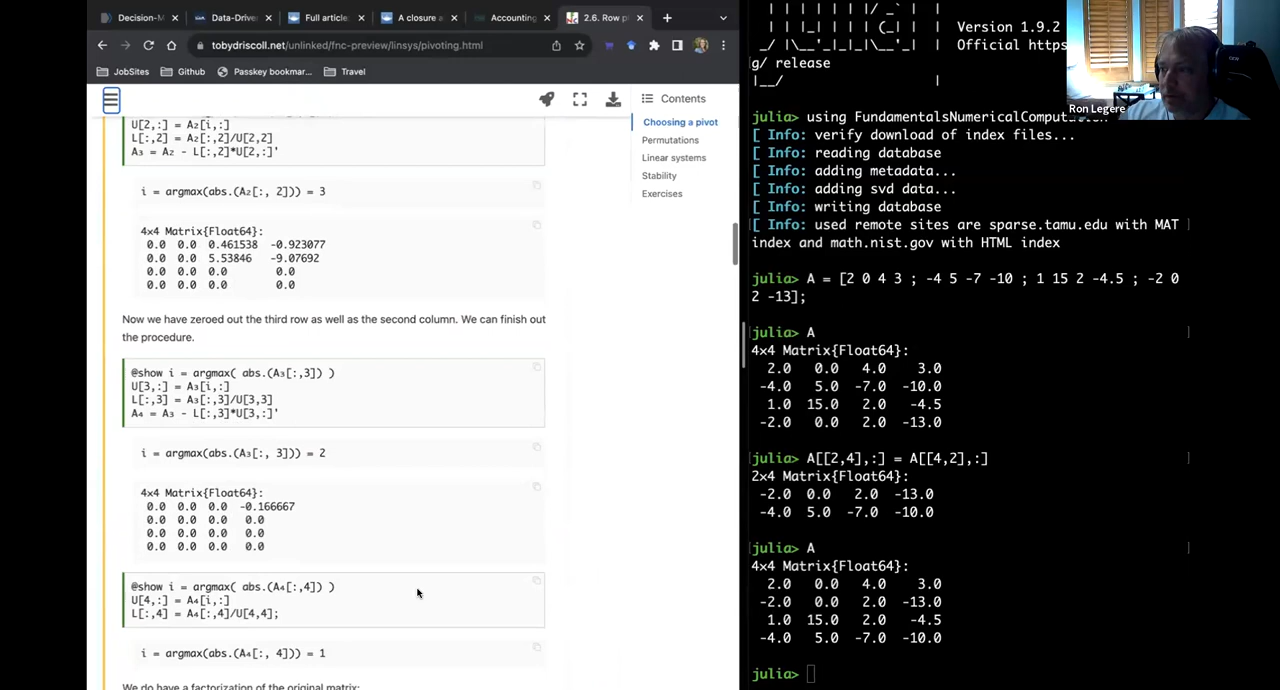 Decision-M
Data-Driver
Full article
A closure a
Accounting
2.6. Row p
tobydriscoll.net/unlinked/fnc-preview/linsys/pivoting.html
JobSites
Github
Passkey bookmar...
Travel
Contents
Choosing a pivot
Permutations
Linear systems
Stability
Exercises
U[2,:] = A₂[i,:]
L[:,2] = A₂[:,2]/U[2,2]
A₃ = A₂ - L[:,2]*U[2,:]'
i = argmax(abs.(A₂[:, 2])) = 3
4×4 Matrix{Float64}:
0.0 0.0 0.461538 -0.923077
0.0 0.0 5.53846 -9.07692
0.0 0.0 0.0 0.0
0.0 0.0 0.0 0.0
Now we have zeroed out the third row as well as the second column. We can finish out
the procedure.
@show i = argmax( abs.(A₃[:,3]) )
U[3,:] = A₃[i,:]
L[:,3] = A₃[:,3]/U[3,3]
A₄ = A₃ - L[:,3]*U[3,:]'
i = argmax(abs.(A₃[:, 3])) = 2
4×4 Matrix{Float64}:
0.0 0.0 0.0 -0.166667
0.0 0.0 0.0 0.0
0.0 0.0 0.0 0.0
0.0 0.0 0.0 0.0
@show i = argmax( abs.(A₄[:,4]) )
U[4,:] = A₄[i,:]
L[:,4] = A₄[:,4]/U[4,4];
i = argmax(abs.(A₄[:, 4])) = 1
We do have a factorization of the original matrix:
| | | | | | |/ _` | |
| | |_| | | | (_| | | Version 1.9.2
_/ |\__'_|_|_|\__'_| | Official https
g/ release
|__/ |
Ron Legere
julia> using FundamentalsNumericalComputation
[ Info: verify download of index files...
[ Info: reading database
[ Info: adding metadata...
[ Info: adding svd data...
[ Info: writing database
[ Info: used remote sites are sparse.tamu.edu with MAT
index and math.nist.gov with HTML index
julia> A = [2 0 4 3 ; -4 5 -7 -10 ; 1 15 2 -4.5 ; -2 0
2 -13];
julia> A
4×4 Matrix{Float64}:
2.0 0.0 4.0 3.0
-4.0 5.0 -7.0 -10.0
1.0 15.0 2.0 -4.5
-2.0 0.0 2.0 -13.0
julia> A[[2,4],:] = A[[4,2],:]
2×4 Matrix{Float64}:
-2.0 0.0 2.0 -13.0
-4.0 5.0 -7.0 -10.0
julia> A
4×4 Matrix{Float64}:
2.0 0.0 4.0 3.0
-2.0 0.0 2.0 -13.0
1.0 15.0 2.0 -4.5
-4.0 5.0 -7.0 -10.0
julia>